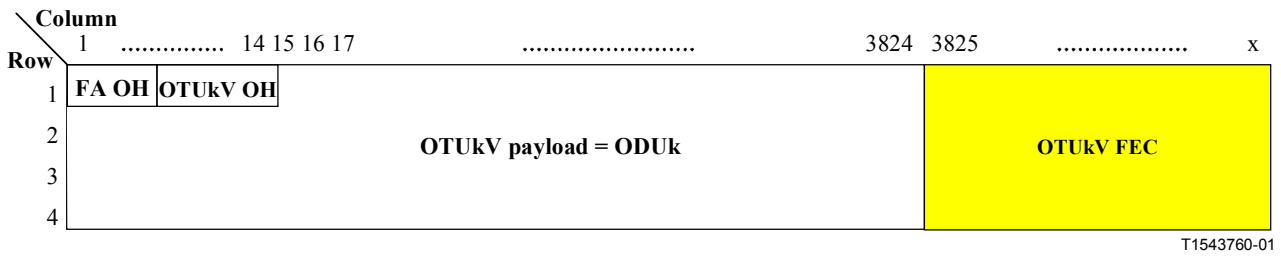 Column
1 ............... 14 15 16 17 ........................ 3824 3825 ................... x
Row
1 FA OH OTUkV OH
2
OTUkV payload = ODUk OTUkV FEC
3
4
T1543760-01